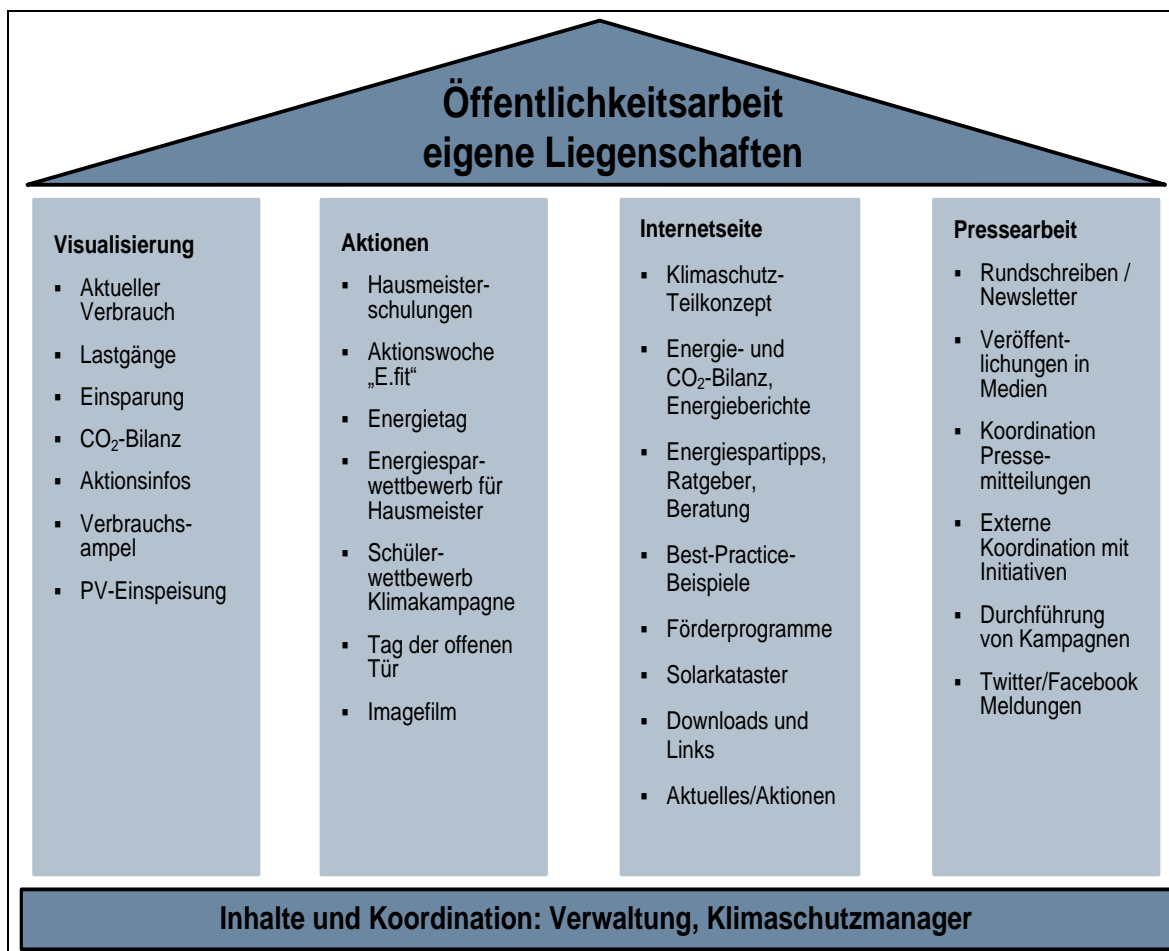 Öffentlichkeitsarbeit
eigene Liegenschaften
Visualisierung
▪ Aktueller
Verbrauch
▪ Lastgänge
▪ Einsparung
▪ CO₂-Bilanz
▪ Aktionsinfos
▪ Verbrauchs-
ampel
▪ PV-Einspeisung
Aktionen
▪ Hausmeister-
schulungen
▪ Aktionswoche
„E.fit“
▪ Energietag
▪ Energiespar-
wettbewerb für
Hausmeister
▪ Schüler-
wettbewerb
Klimakampagne
▪ Tag der offenen
Tür
▪ Imagefilm
Internetseite
▪ Klimaschutz-
Teilkonzept
▪ Energie- und
CO₂-Bilanz,
Energieberichte
▪ Energiespartipps,
Ratgeber,
Beratung
▪ Best-Practice-
Beispiele
▪ Förderprogramme
▪ Solarkataster
▪ Downloads und
Links
▪ Aktuelles/Aktionen
Pressearbeit
▪ Rundschreiben /
Newsletter
▪ Veröffent-
lichungen in
Medien
▪ Koordination
Presse-
mitteilungen
▪ Externe
Koordination mit
Initiativen
▪ Durchführung
von Kampagnen
▪ Twitter/Facebook
Meldungen
Inhalte und Koordination: Verwaltung, Klimaschutzmanager